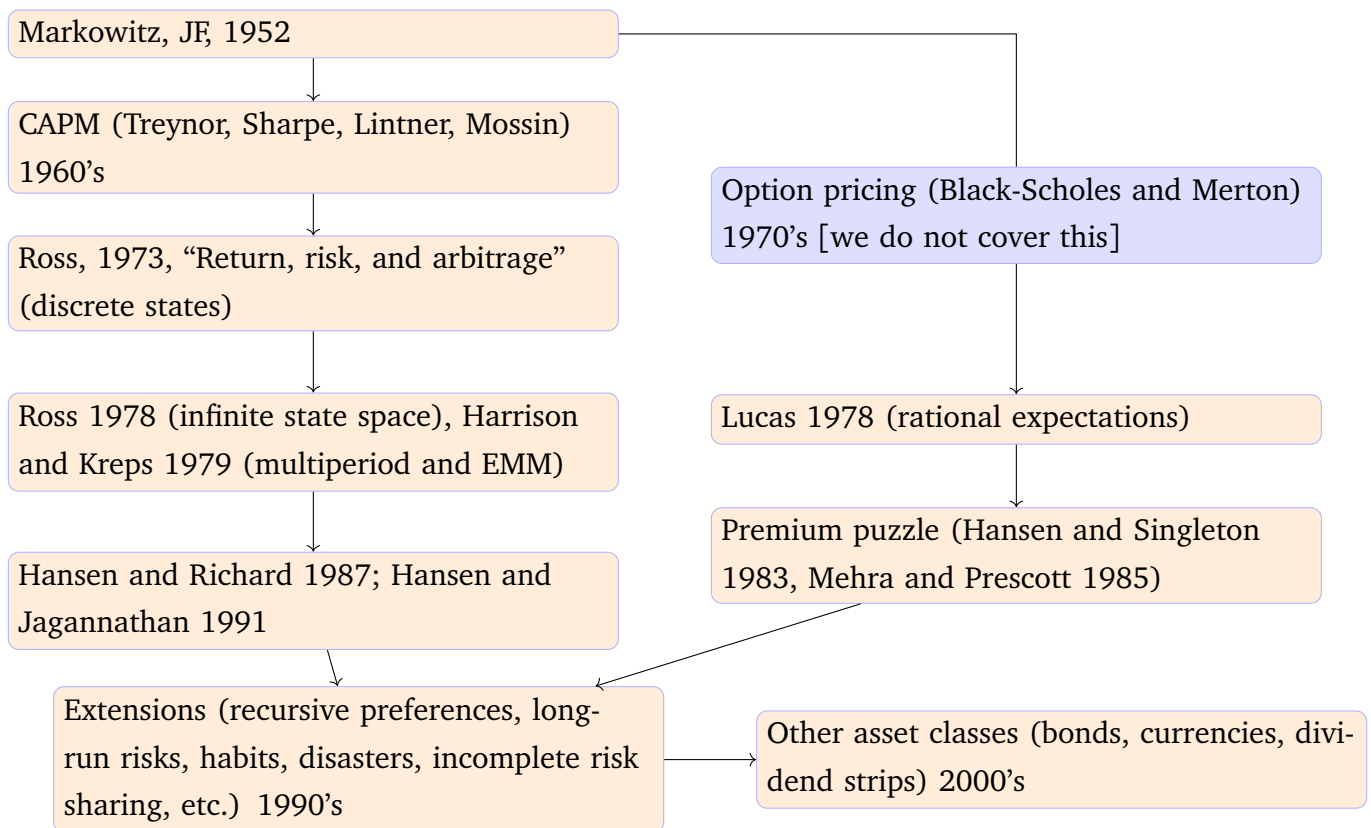 Markowitz, JF, 1952
CAPM (Treynor, Sharpe, Lintner, Mossin)
1960’s
Ross, 1973, “Return, risk, and arbitrage”
(discrete states)
Ross 1978 (infinite state space), Harrison
and Kreps 1979 (multiperiod and EMM)
Hansen and Richard 1987; Hansen and
Jagannathan 1991
Option pricing (Black-Scholes and Merton)
1970’s [we do not cover this]
Lucas 1978 (rational expectations)
Premium puzzle (Hansen and Singleton
1983, Mehra and Prescott 1985)
Extensions (recursive preferences, long-
run risks, habits, disasters, incomplete risk
sharing, etc.) 1990’s
Other asset classes (bonds, currencies, divi-
dend strips) 2000’s